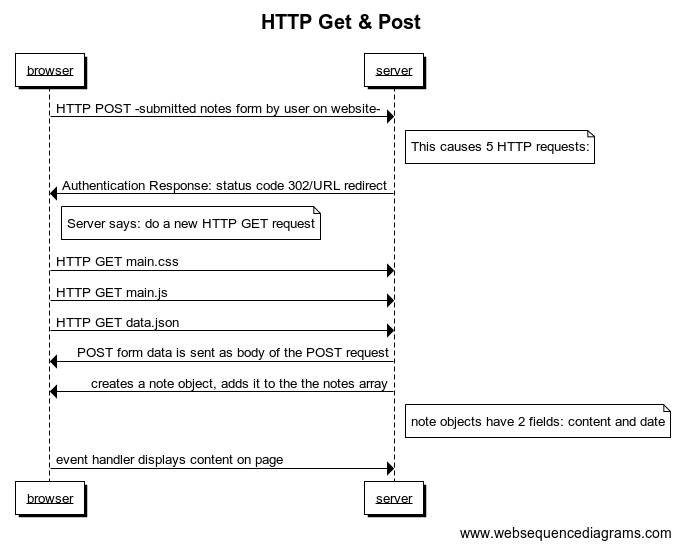 HTTP Get & Post
browser
server
HTTP POST -submitted notes form by user on website-
This causes 5 HTTP requests:
Authentication Response: status code 302/URL redirect
Server says: do a new HTTP GET request
HTTP GET main.css
HTTP GET main.js
HTTP GET data.json
POST form data is sent as body of the POST request
creates a note object, adds it to the the notes array
note objects have 2 fields: content and date
event handler displays content on page
browser
server
www.websequencediagrams.com